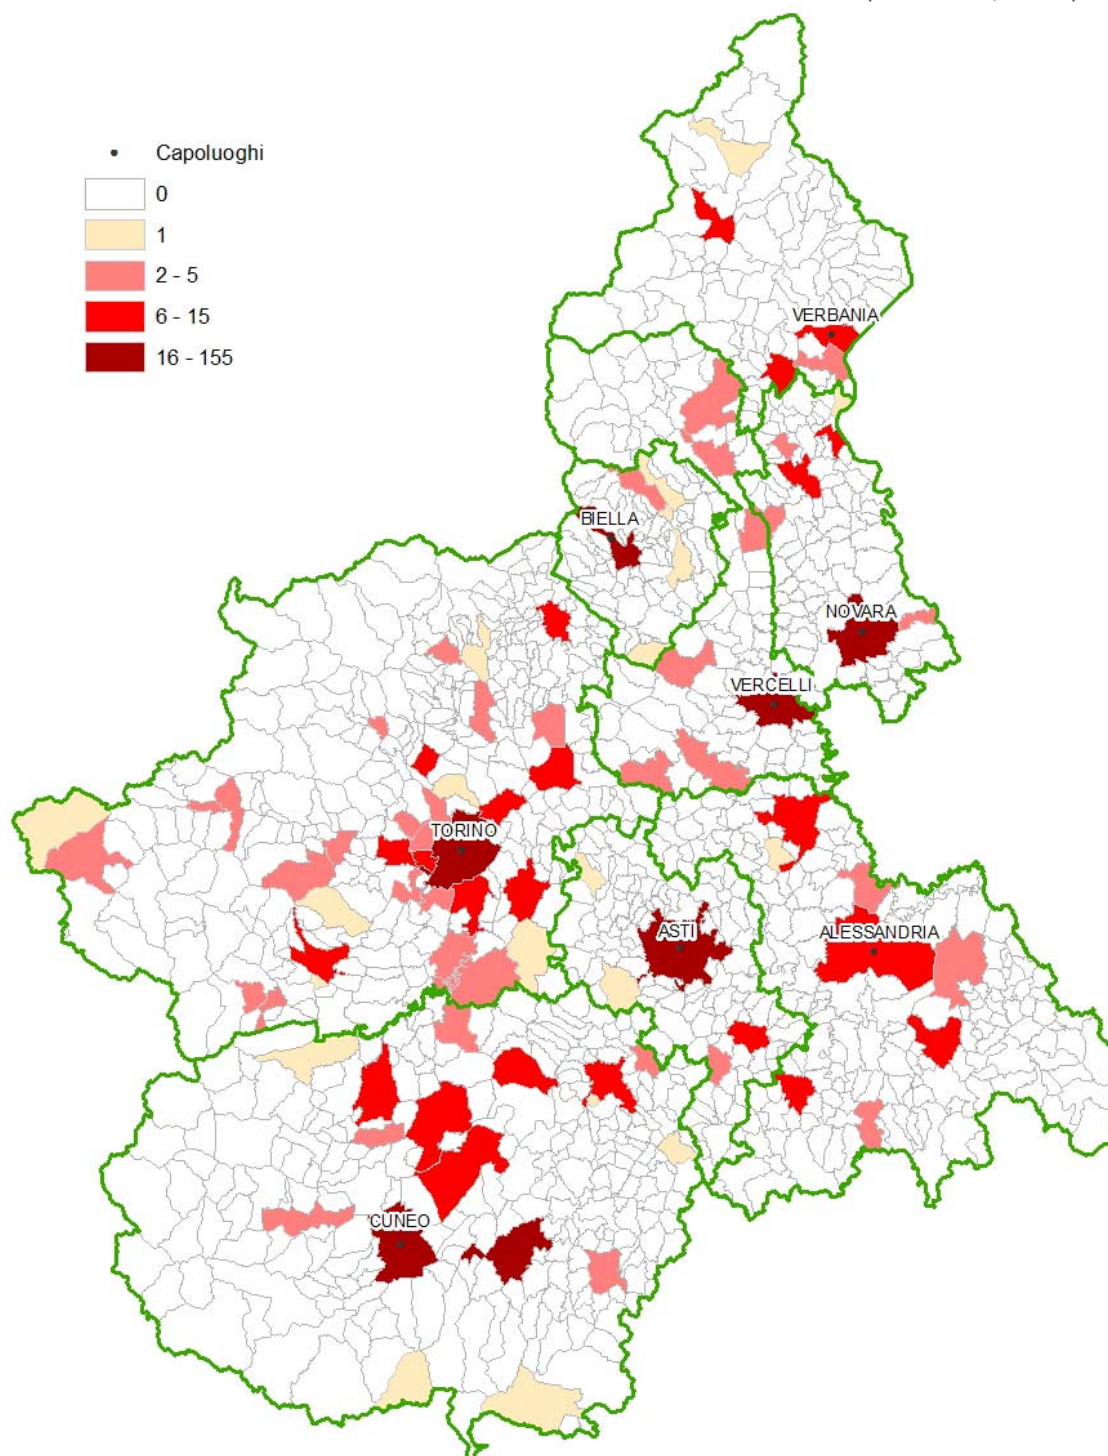 Capoluoghi
0
1
2 - 5
6 - 15
16 - 155
VERBANIA
BIELLA
NOVARA
VERCELLI
TORINO
ASTI
ALESSANDRIA
CUNEO